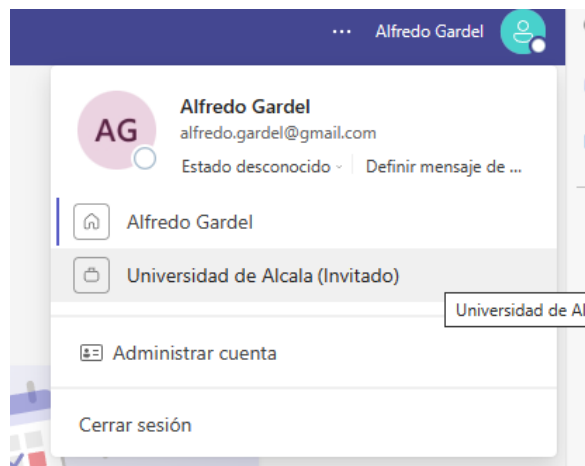 ... Alfredo Gardel
AG
Alfredo Gardel
alfredo.gardel@gmail.com
Estado desconocido Definir mensaje de ...
Alfredo Gardel
Universidad de Alcala (Invitado)
Universidad de Al
Administrar cuenta
Cerrar sesión